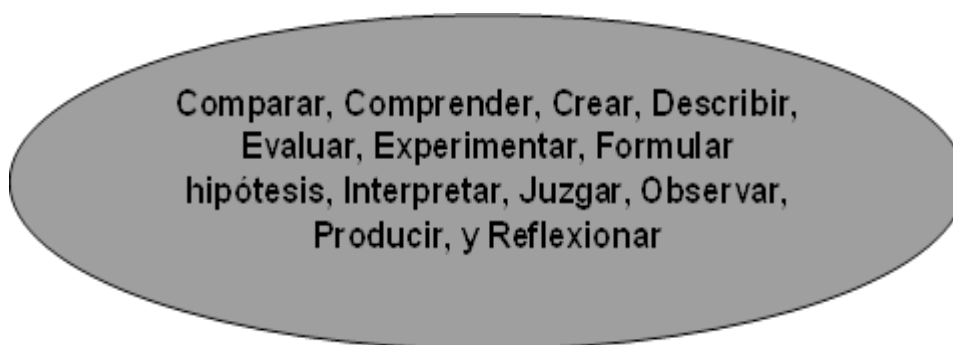 Comparar, Comprender, Crear, Describir,
Evaluar, Experimentar, Formular
hipótesis, Interpretar, Juzgar, Observar,
Producir, y Reflexionar